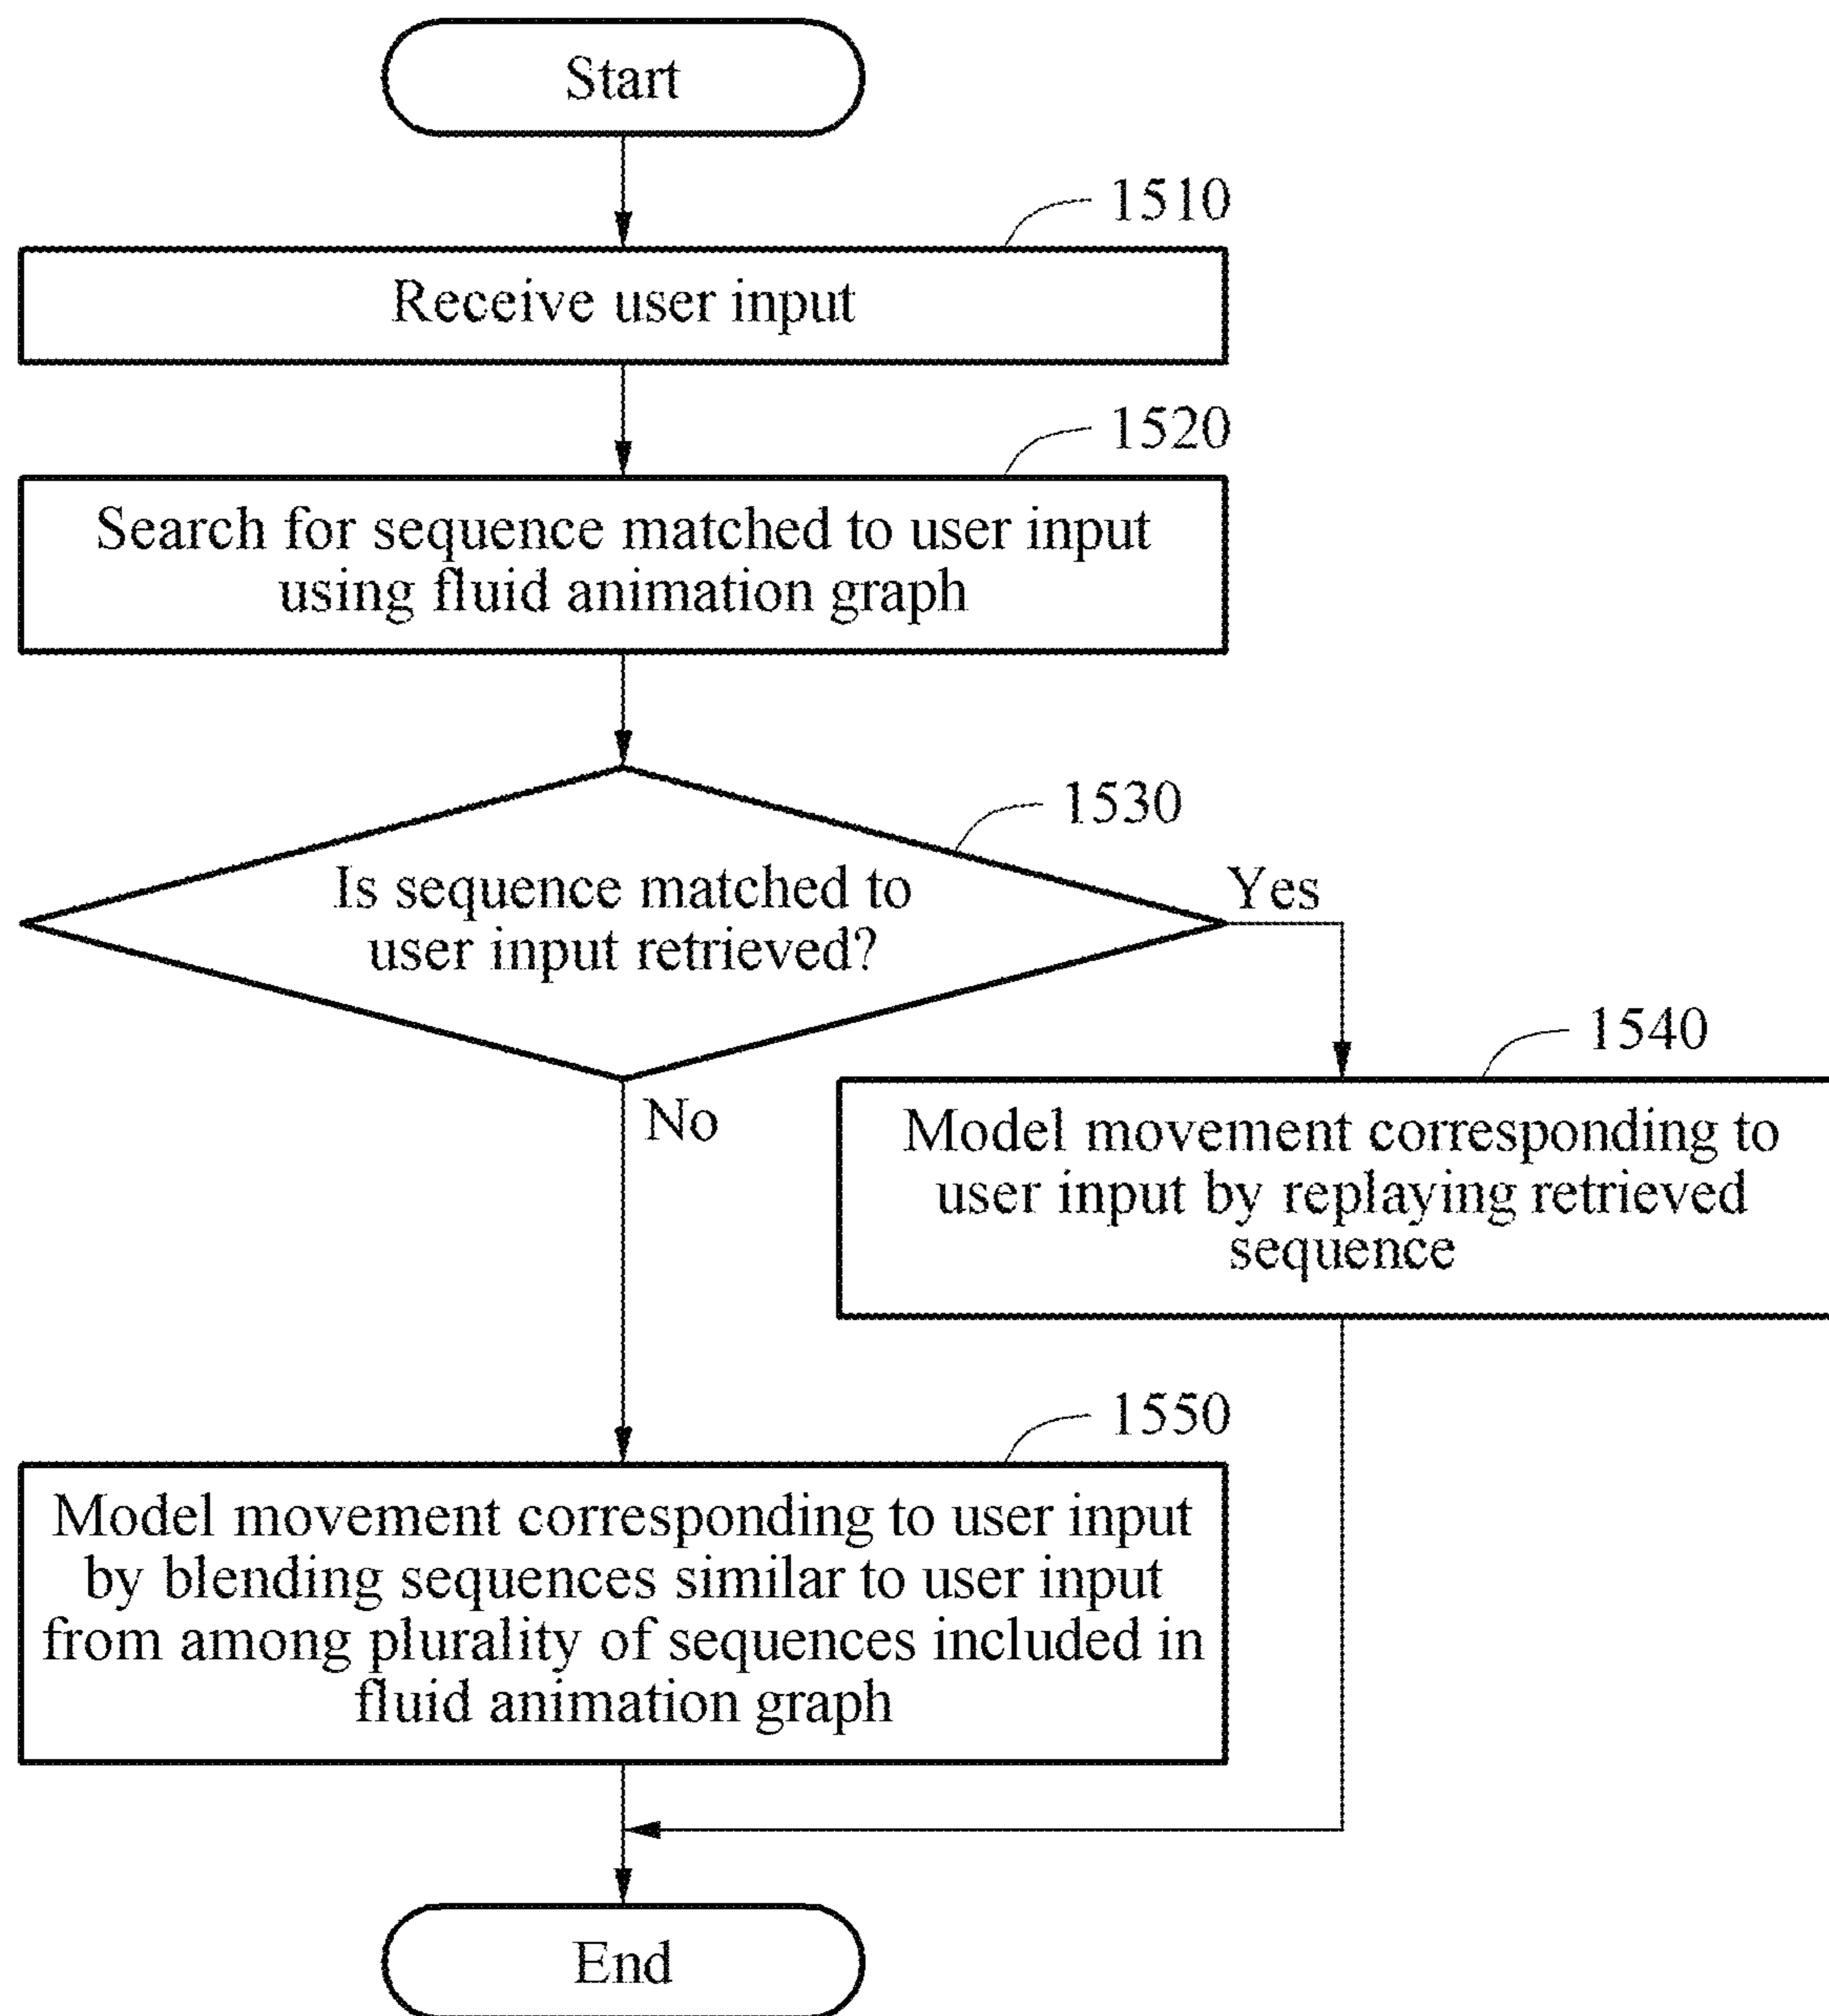 Start
1510
Receive user input
1520
Search for sequence matched to user input
using fluid animation graph
1530
Is sequence matched to
user input retrieved?
Yes
No
1540
Model movement corresponding to
user input by replaying retrieved
sequence
1550
Model movement corresponding to user input
by blending sequences similar to user input
from among plurality of sequences included in
fluid animation graph
End